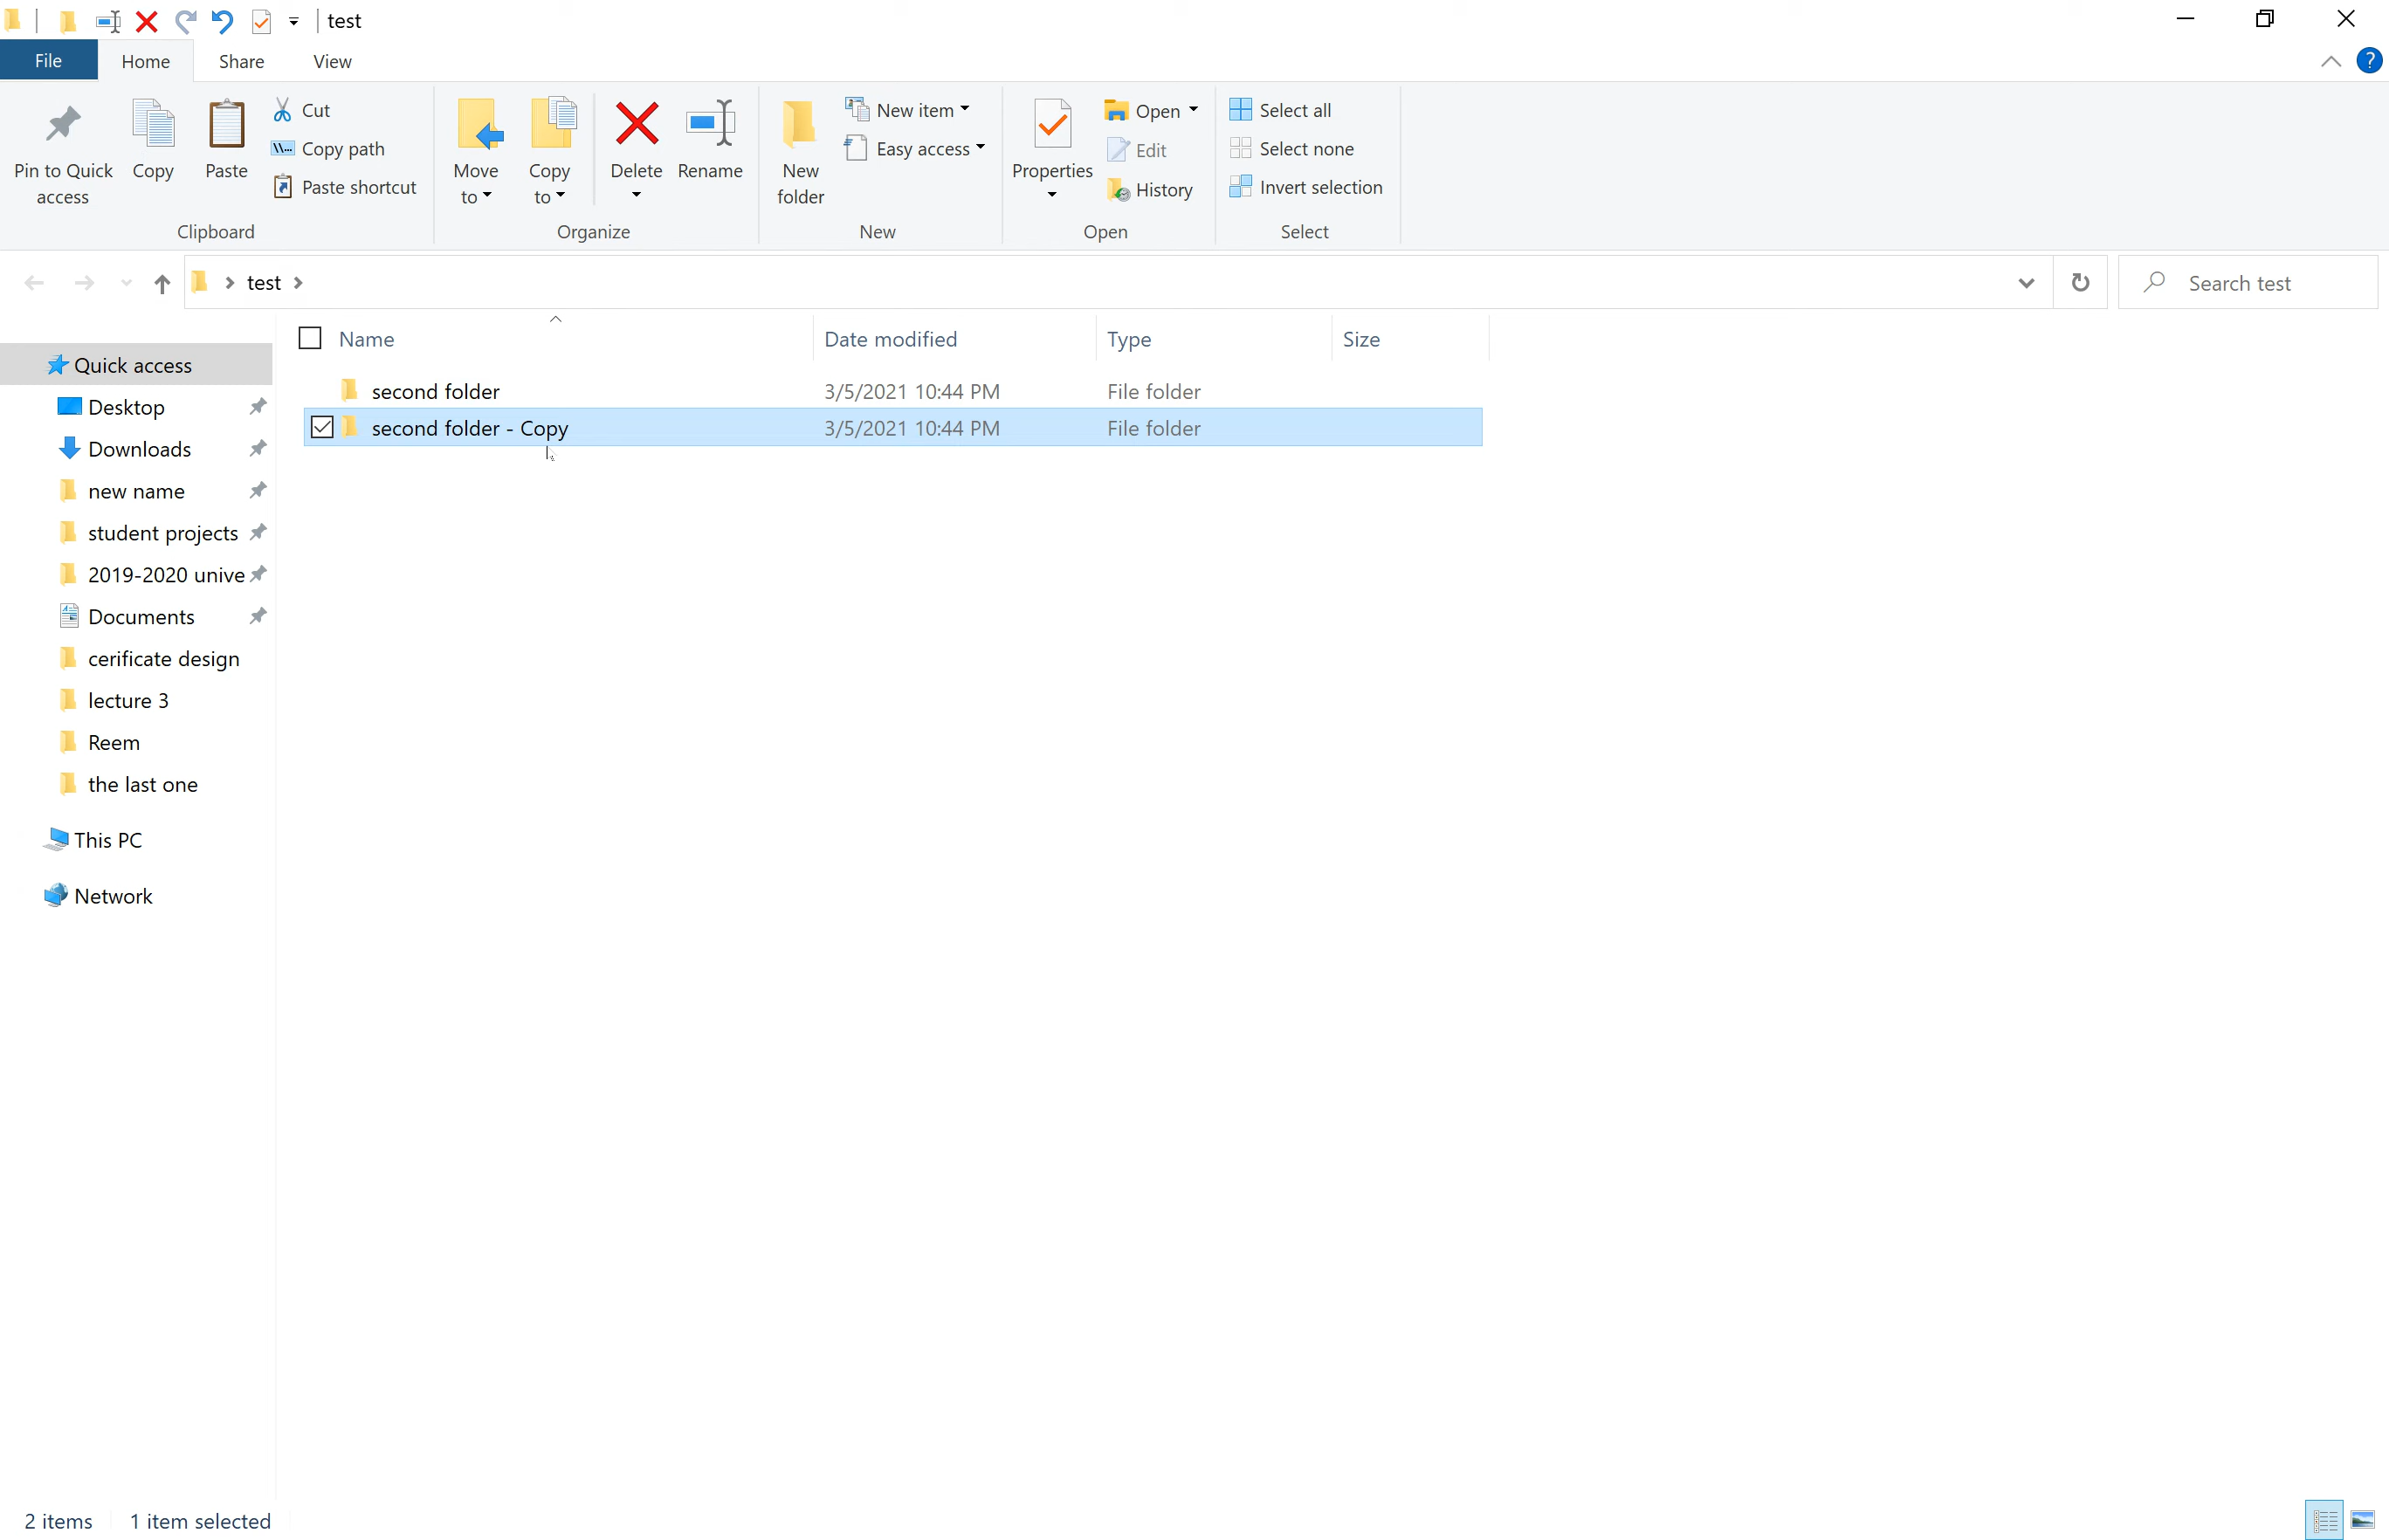 test
File Home Share View
Pin to Quick access
Copy
Paste
Cut
Copy path
Paste shortcut
Clipboard
Move to
Copy to
Delete
Rename
Organize
New folder
New item
Easy access
New
Properties
Open
Edit
History
Open
Select all
Select none
Invert selection
Select
test
Search test
Name Date modified Type Size
second folder 3/5/2021 10:44 PM File folder
second folder - Copy 3/5/2021 10:44 PM File folder
Quick access
Desktop
Downloads
new name
student projects
2019-2020 unive
Documents
cerificate design
lecture 3
Reem
the last one
This PC
Network
2 items 1 item selected